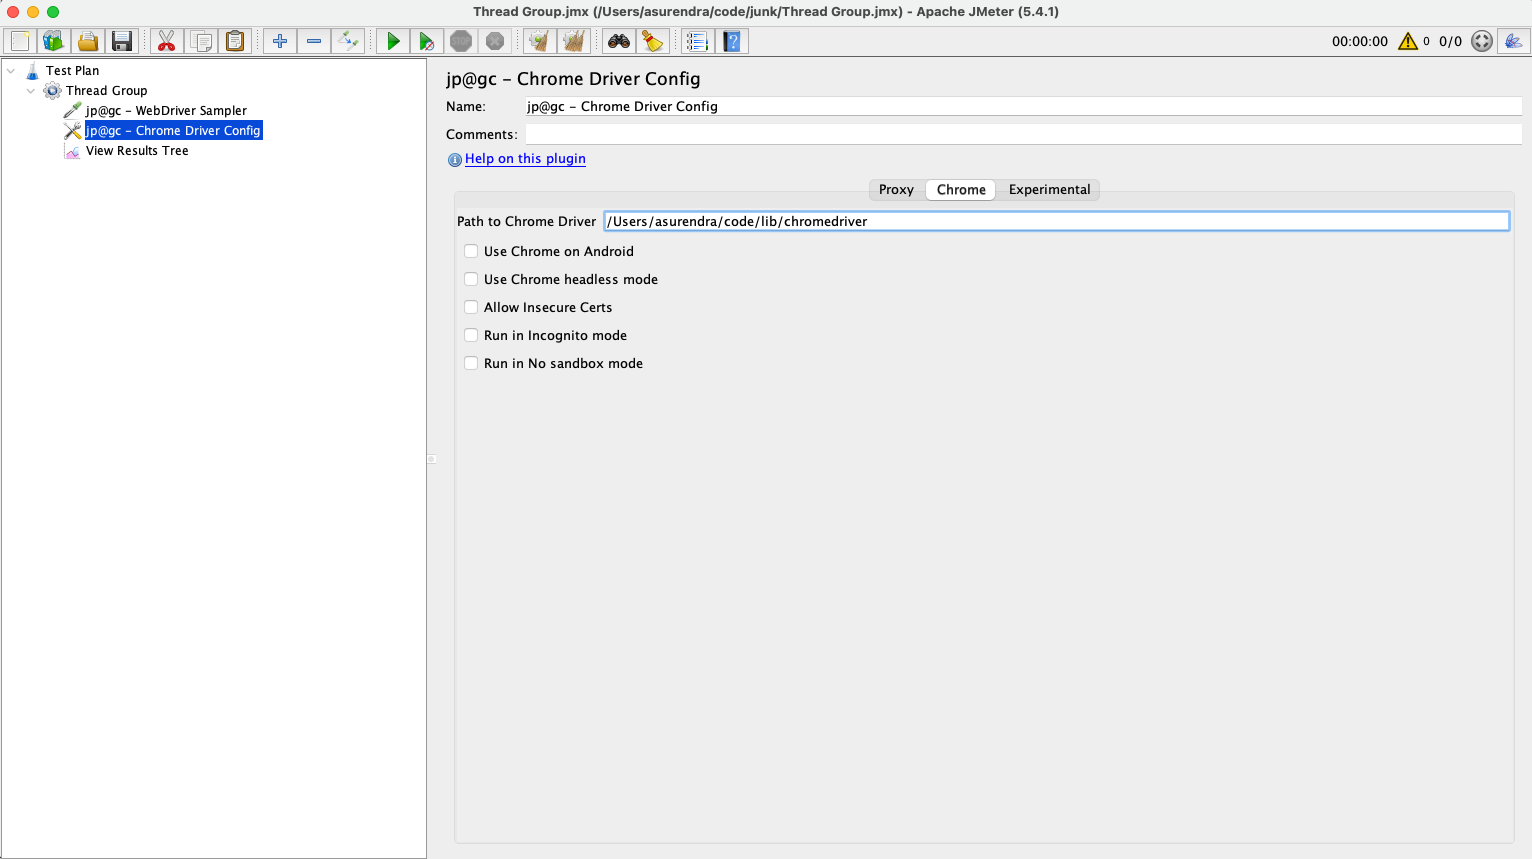 Thread Group.jmx (/Users/asurendra/code/junk/Thread Group.jmx) - Apache JMeter (5.4.1)
STOP
00:00:00 0 0/0
Test Plan
Thread Group
jp@gc - WebDriver Sampler
jp@gc - Chrome Driver Config
View Results Tree
jp@gc - Chrome Driver Config
Name: jp@gc - Chrome Driver Config
Comments:
Help on this plugin
Proxy Chrome Experimental
Path to Chrome Driver /Users/asurendra/code/lib/chromedriver
Use Chrome on Android
Use Chrome headless mode
Allow Insecure Certs
Run in Incognito mode
Run in No sandbox mode